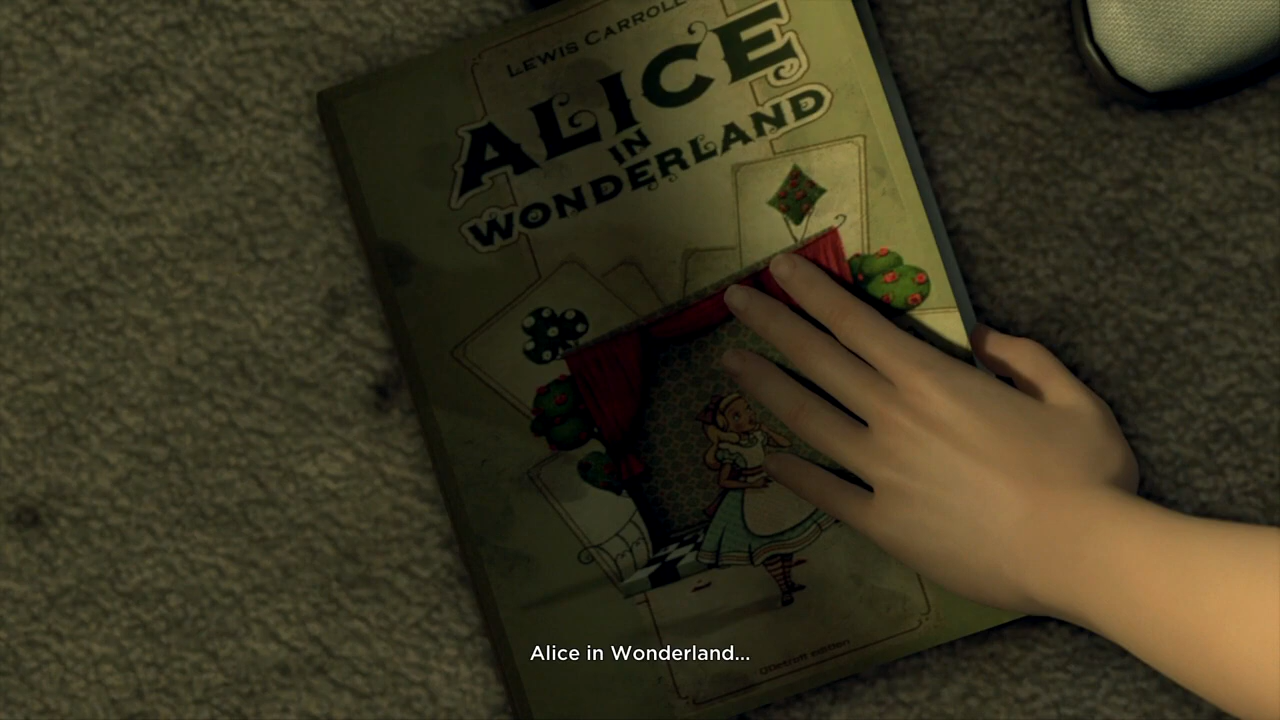 LEWIS CARROLL
ALICE
IN
WONDERLAND
Alice in Wonderland...